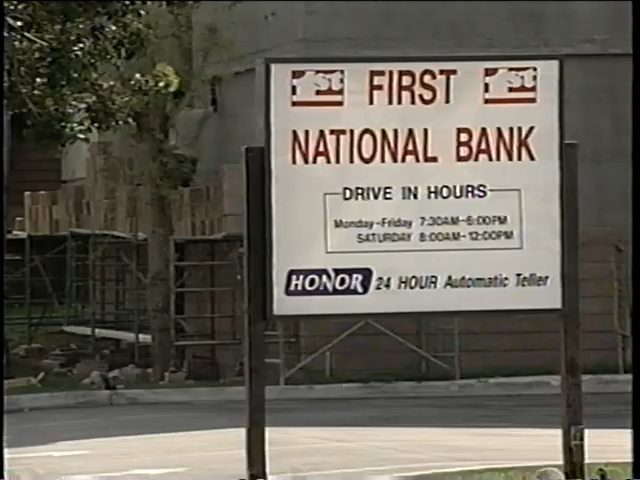 1st FIRST 1st
NATIONAL BANK
DRIVE IN HOURS
Monday-Friday 7:30AM-6:00PM
SATURDAY 8:00AM-12:00PM
HONOR 24 HOUR Automatic Teller